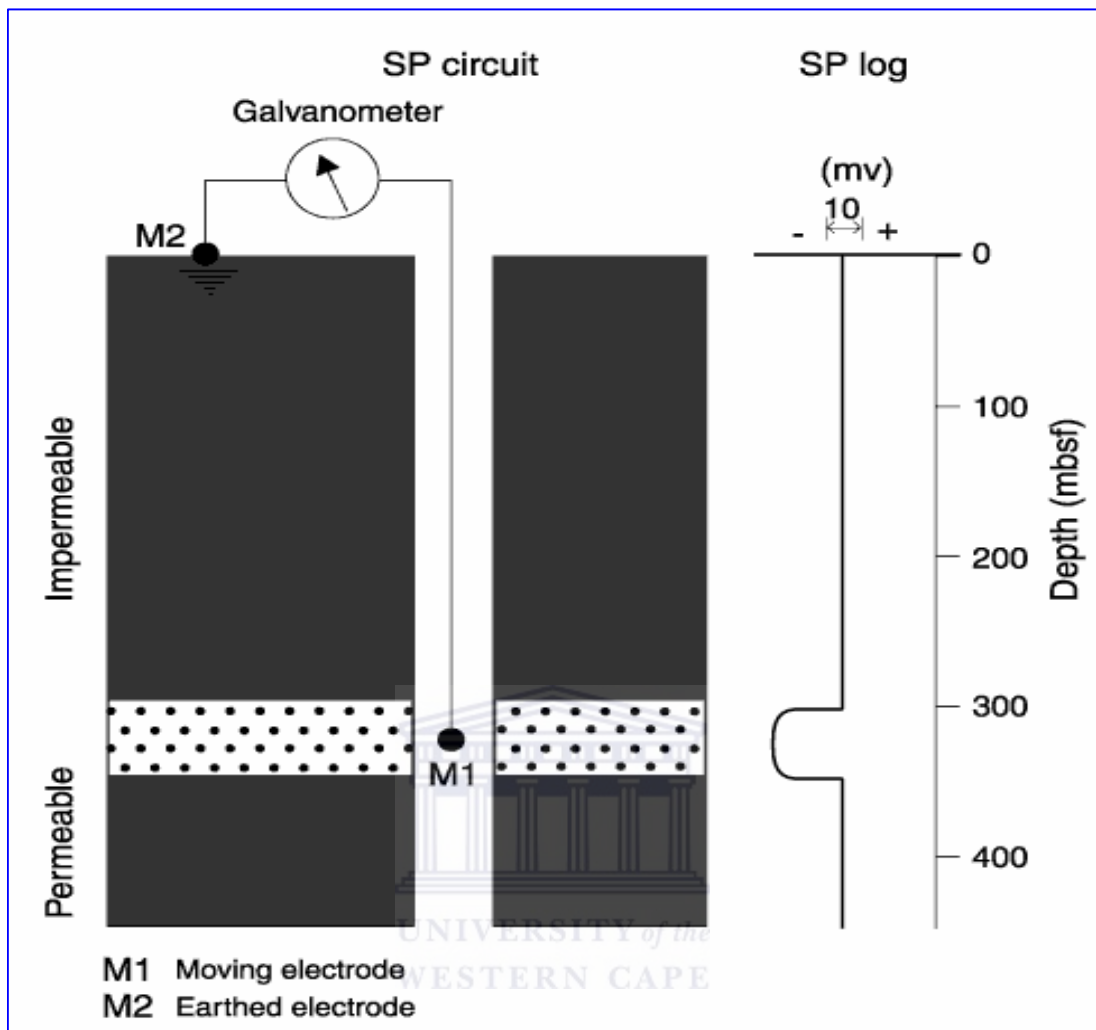 SP circuit
SP log
Galvanometer
(mv)
10
- +
M2
0
100
200
300
400
Depth (mbsf)
Impermeable
Permeable
M1
UNIVERSITY of the
WESTERN CAPE
M1 Moving electrode
M2 Earthed electrode